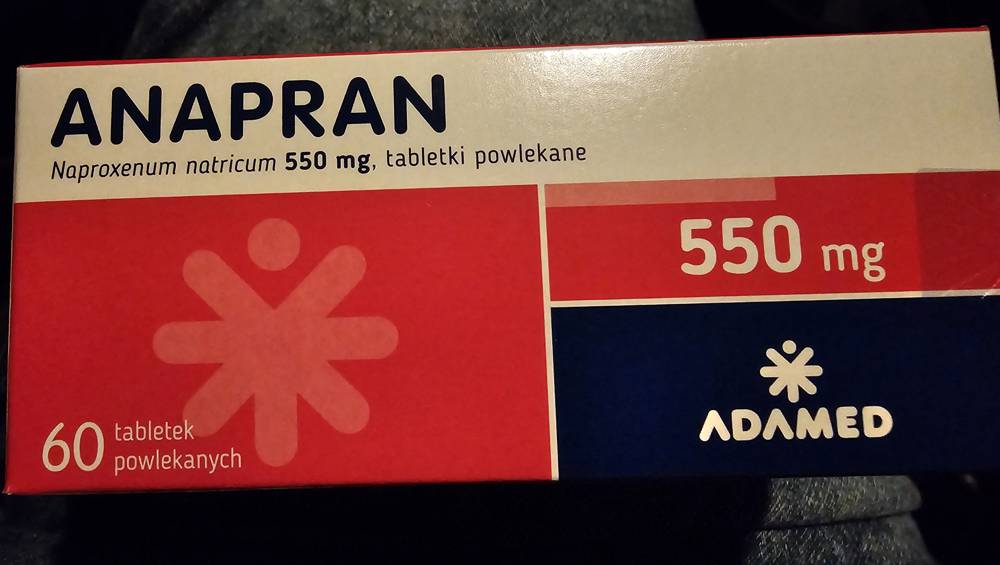 ANAPRAN
Naproxenum natricum 550 mg, tabletki powlekane
550 mg
ADAMED
60 tabletek
powlekanych